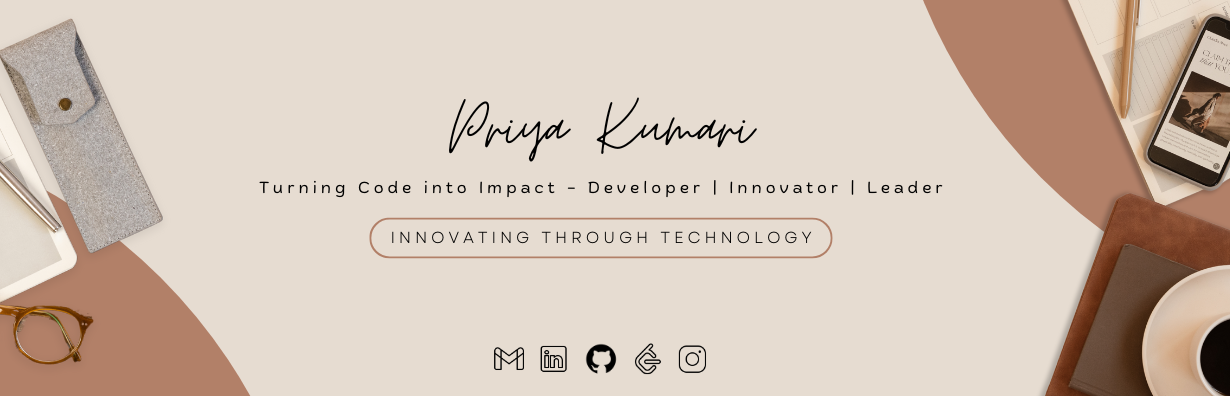 Priya Kumari
Turning Code into Impact – Developer | Innovator | Leader
INNOVATING THROUGH TECHNOLOGY